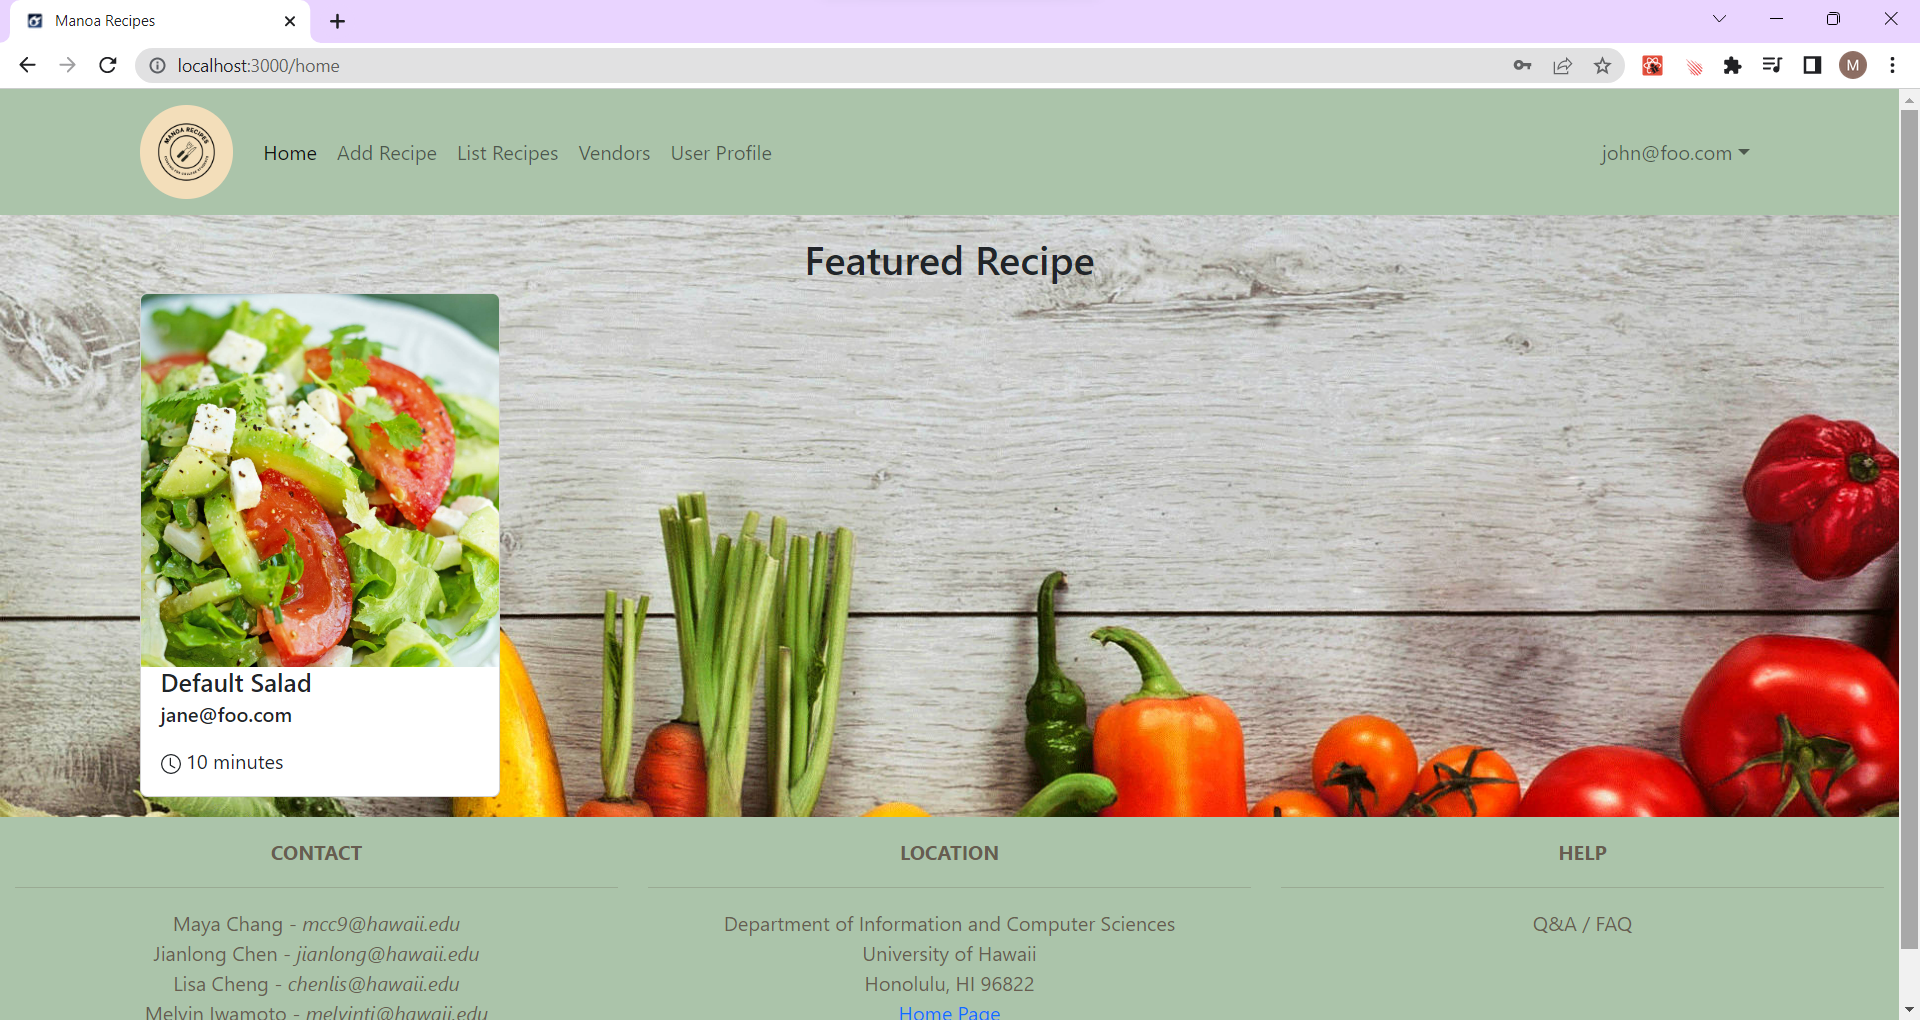 Manoa Recipes
localhost:3000/home
M
MANOA RECIPES
Home
Add Recipe
List Recipes
Vendors
User Profile
john@foo.com
Featured Recipe
Default Salad
jane@foo.com
10 minutes
CONTACT
Maya Chang - mcc9@hawaii.edu
Jianlong Chen - jianlong@hawaii.edu
Lisa Cheng - chenlis@hawaii.edu
Melvin Iwamoto - melvinti@hawaii.edu
LOCATION
Department of Information and Computer Sciences
University of Hawaii
Honolulu, HI 96822
Home Page
HELP
Q&A / FAQ